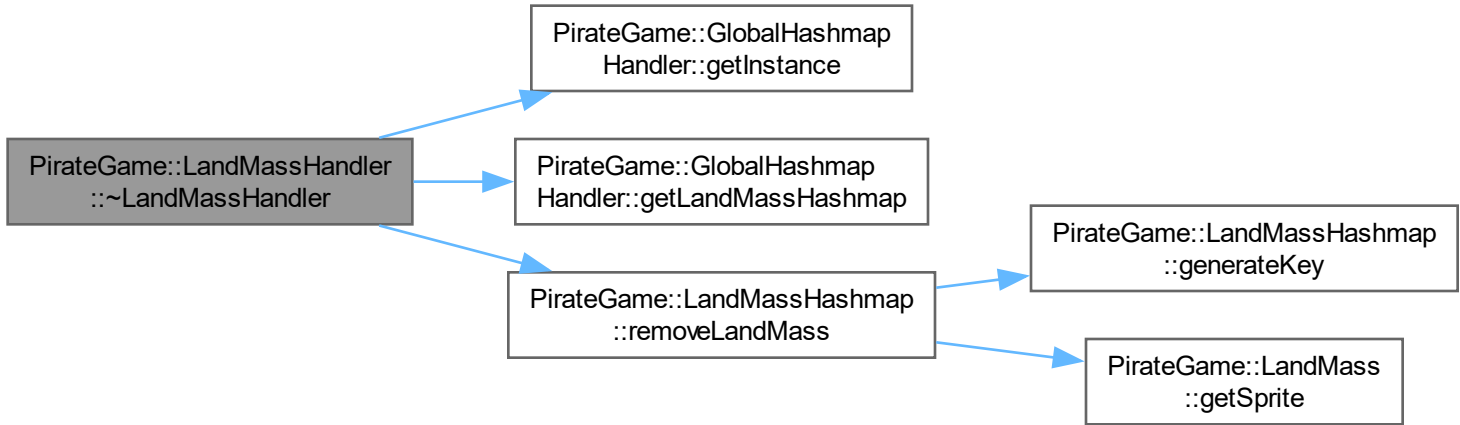 PirateGame::GlobalHashmap
Handler::getInstance
PirateGame::LandMassHandler
::~LandMassHandler
PirateGame::GlobalHashmap
Handler::getLandMassHashmap
PirateGame::LandMassHashmap
::removeLandMass
PirateGame::LandMassHashmap
::generateKey
PirateGame::LandMass
::getSprite